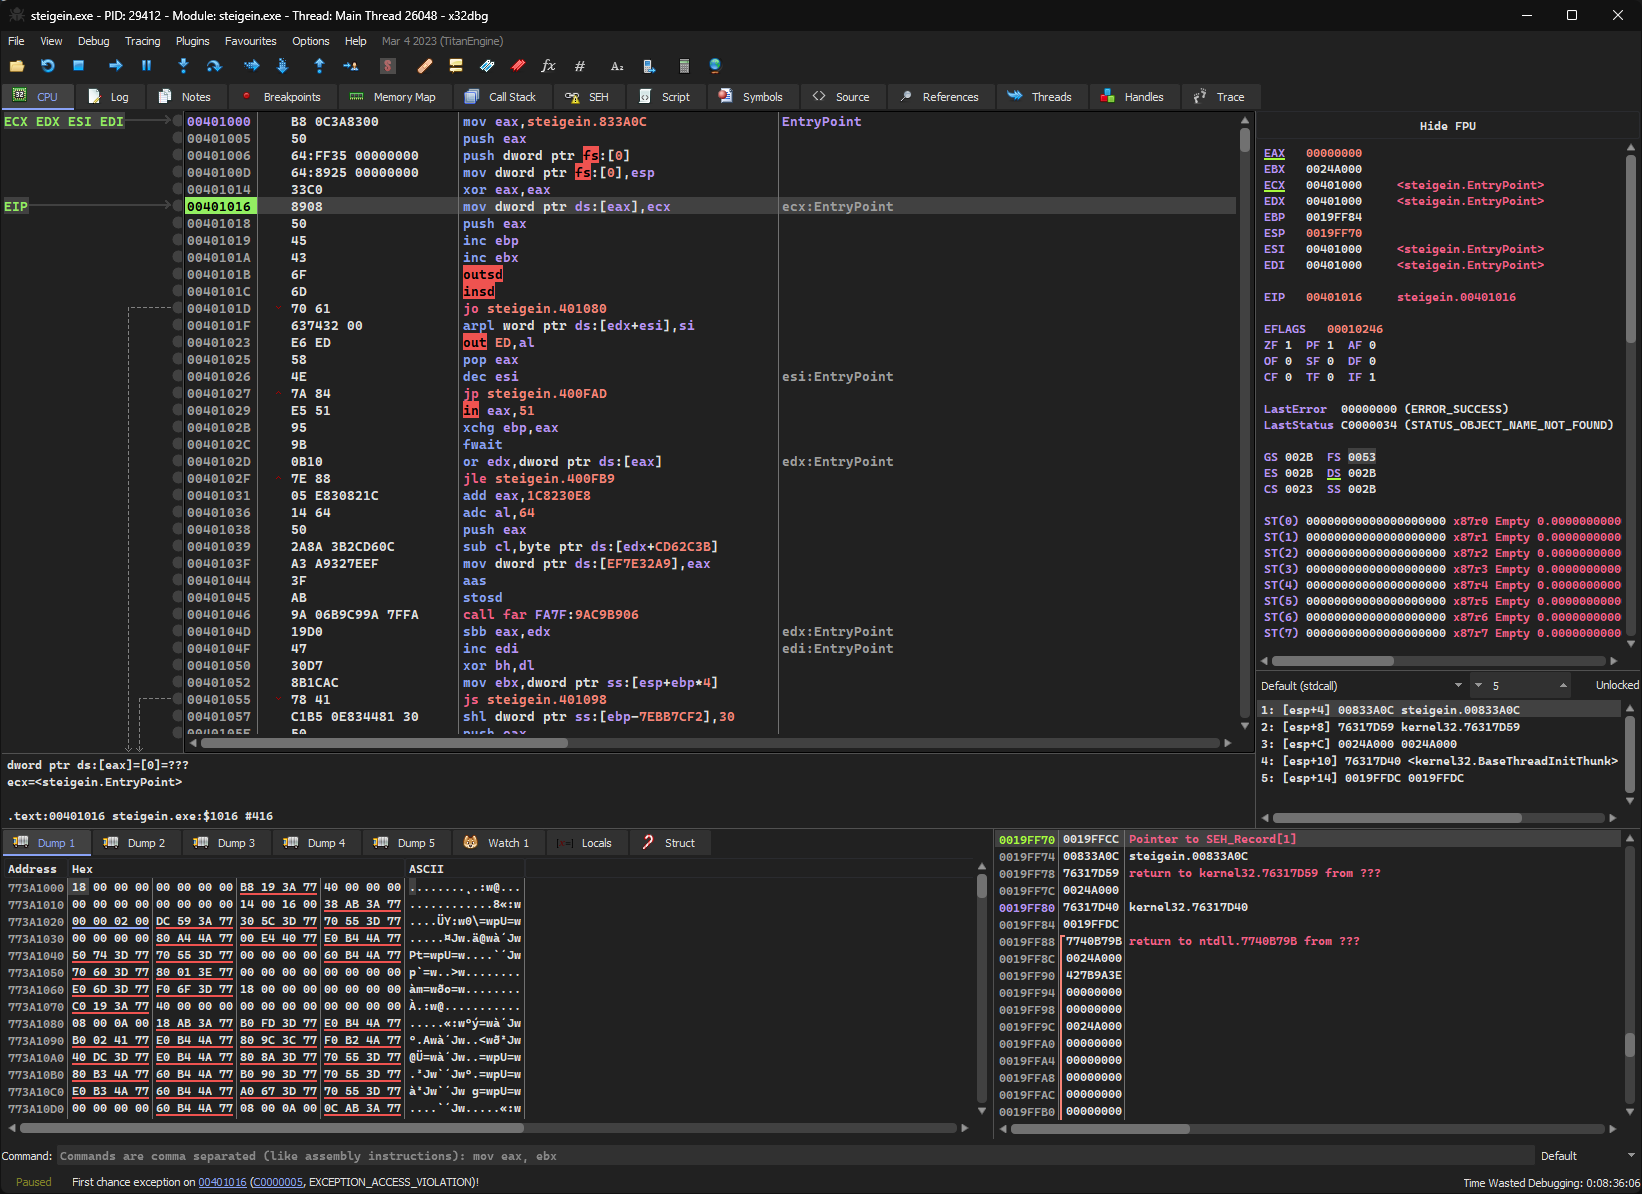 steigein.exe - PID: 29412 - Module: steigein.exe - Thread: Main Thread 26048 - x32dbg
File View Debug Tracing Plugins Favourites Options Help Mar 4 2023 (TitanEngine)
CPU Log Notes Breakpoints Memory Map Call Stack SEH Script Symbols Source References Threads Handles Trace
ECX EDX ESI EDI
EIP
00401000 B8 0C3A8300 mov eax,steigein.833A0C EntryPoint
00401005 50 push eax
00401006 64:FF35 00000000 push dword ptr fs:[0]
0040100D 64:8925 00000000 mov dword ptr fs:[0],esp
00401014 33C0 xor eax,eax
00401016 8908 mov dword ptr ds:[eax],ecx ecx:EntryPoint
00401018 50 push eax
00401019 45 inc ebp
0040101A 43 inc ebx
0040101B 6F outsd
0040101C 6D insd
0040101D 70 61 jo steigein.401080
0040101F 637432 00 arpl word ptr ds:[edx+esi],si
00401023 E6 ED out ED,al
00401025 58 pop eax
00401026 4E dec esi esi:EntryPoint
00401027 7A 84 jp steigein.400FAD
00401029 E5 51 in eax,51
0040102B 95 xchg ebp,eax
0040102C 9B fwait
0040102D 0B10 or edx,dword ptr ds:[eax] edx:EntryPoint
0040102F 7E 88 jle steigein.400FB9
00401031 05 E830821C add eax,1C8230E8
00401036 14 64 adc al,64
00401038 50 push eax
00401039 2A8A 3B2CD60C sub cl,byte ptr ds:[edx+CD62C3B]
0040103F A3 A9327EEF mov dword ptr ds:[EF7E32A9],eax
00401044 3F aas
00401045 AB stosd
00401046 9A 06B9C99A 7FFA call far FA7F:9AC9B906
0040104D 19D0 sbb eax,edx edx:EntryPoint
0040104F 47 inc edi edi:EntryPoint
00401050 30D7 xor bh,dl
00401052 8B1CAC mov ebx,dword ptr ss:[esp+ebp*4]
00401055 78 41 js steigein.401098
00401057 C1B5 0E834481 30 shl dword ptr ss:[ebp-7EBB7CF2],30
0040105E 50 push eax
Hide FPU
EAX 00000000
EBX 0024A000
ECX 00401000 <steigein.EntryPoint>
EDX 00401000 <steigein.EntryPoint>
EBP 0019FF84
ESP 0019FF70
ESI 00401000 <steigein.EntryPoint>
EDI 00401000 <steigein.EntryPoint>
EIP 00401016 steigein.00401016
EFLAGS 00010246
ZF 1 PF 1 AF 0
OF 0 SF 0 DF 0
CF 0 TF 0 IF 1
LastError 00000000 (ERROR_SUCCESS)
LastStatus C0000034 (STATUS_OBJECT_NAME_NOT_FOUND)
GS 002B FS 0053
ES 002B DS 002B
CS 0023 SS 002B
ST(0) 00000000000000000000 x87r0 Empty 0.0000000000
ST(1) 00000000000000000000 x87r1 Empty 0.0000000000
ST(2) 00000000000000000000 x87r2 Empty 0.0000000000
ST(3) 00000000000000000000 x87r3 Empty 0.0000000000
ST(4) 00000000000000000000 x87r4 Empty 0.0000000000
ST(5) 00000000000000000000 x87r5 Empty 0.0000000000
ST(6) 00000000000000000000 x87r6 Empty 0.0000000000
ST(7) 00000000000000000000 x87r7 Empty 0.0000000000
Default (stdcall) 5 Unlocked
1: [esp+4] 00833A0C steigein.00833A0C
2: [esp+8] 76317D59 kernel32.76317D59
3: [esp+C] 0024A000 0024A000
4: [esp+10] 76317D40 <kernel32.BaseThreadInitThunk>
5: [esp+14] 0019FFDC 0019FFDC
dword ptr ds:[eax]=[0]=???
ecx=<steigein.EntryPoint>
.text:00401016 steigein.exe:$1016 #416
Dump 1 Dump 2 Dump 3 Dump 4 Dump 5 Watch 1 Locals Struct
Address Hex ASCII
773A1000 18 00 00 00 00 00 00 00 B8 19 3A 77 40 00 00 00 ........¸.:w@...
773A1010 00 00 00 00 00 00 00 00 14 00 16 00 38 AB 3A 77 ............8«:w
773A1020 00 00 02 00 DC 59 3A 77 30 5C 3D 77 70 55 3D 77 ....ÜY:w0\=wpU=w
773A1030 00 00 00 00 80 A4 4A 77 00 E4 40 77 E0 B4 4A 77 .....¤Jw.ä@wà´Jw
773A1040 50 74 3D 77 70 55 3D 77 00 00 00 00 60 B4 4A 77 Pt=wpU=w....`´Jw
773A1050 70 60 3D 77 80 01 3E 77 00 00 00 00 00 00 00 00 p`=w..>w........
773A1060 E0 6D 3D 77 F0 6F 3D 77 18 00 00 00 00 00 00 00 àm=wðo=w........
773A1070 C0 19 3A 77 40 00 00 00 00 00 00 00 00 00 00 00 À.:w@...........
773A1080 08 00 0A 00 18 AB 3A 77 B0 FD 3D 77 E0 B4 4A 77 .....«:w°ý=wà´Jw
773A1090 B0 02 41 77 E0 B4 4A 77 80 9C 3C 77 F0 B2 4A 77 °.Awà´Jw..<wð²Jw
773A10A0 40 DC 3D 77 E0 B4 4A 77 80 8A 3D 77 70 55 3D 77 @Ü=wà´Jw..=wpU=w
773A10B0 80 B3 4A 77 60 B4 4A 77 B0 90 3D 77 70 55 3D 77 .³Jw`´Jw°.=wpU=w
773A10C0 E0 B3 4A 77 60 B4 4A 77 A0 67 3D 77 70 55 3D 77 à³Jw`´Jw g=wpU=w
773A10D0 00 00 00 00 60 B4 4A 77 08 00 0A 00 0C AB 3A 77 ....`´Jw.....«:w
0019FF70 0019FFCC Pointer to SEH_Record[1]
0019FF74 00833A0C steigein.00833A0C
0019FF78 76317D59 return to kernel32.76317D59 from ???
0019FF7C 0024A000
0019FF80 76317D40 kernel32.76317D40
0019FF84 0019FFDC
0019FF88 7740B79B return to ntdll.7740B79B from ???
0019FF8C 0024A000
0019FF90 427B9A3E
0019FF94 00000000
0019FF98 00000000
0019FF9C 0024A000
0019FFA0 00000000
0019FFA4 00000000
0019FFA8 00000000
0019FFAC 00000000
0019FFB0 00000000
Command: Commands are comma separated (like assembly instructions): mov eax, ebx Default
Paused First chance exception on 00401016 (C0000005, EXCEPTION_ACCESS_VIOLATION)! Time Wasted Debugging: 0:08:36:06